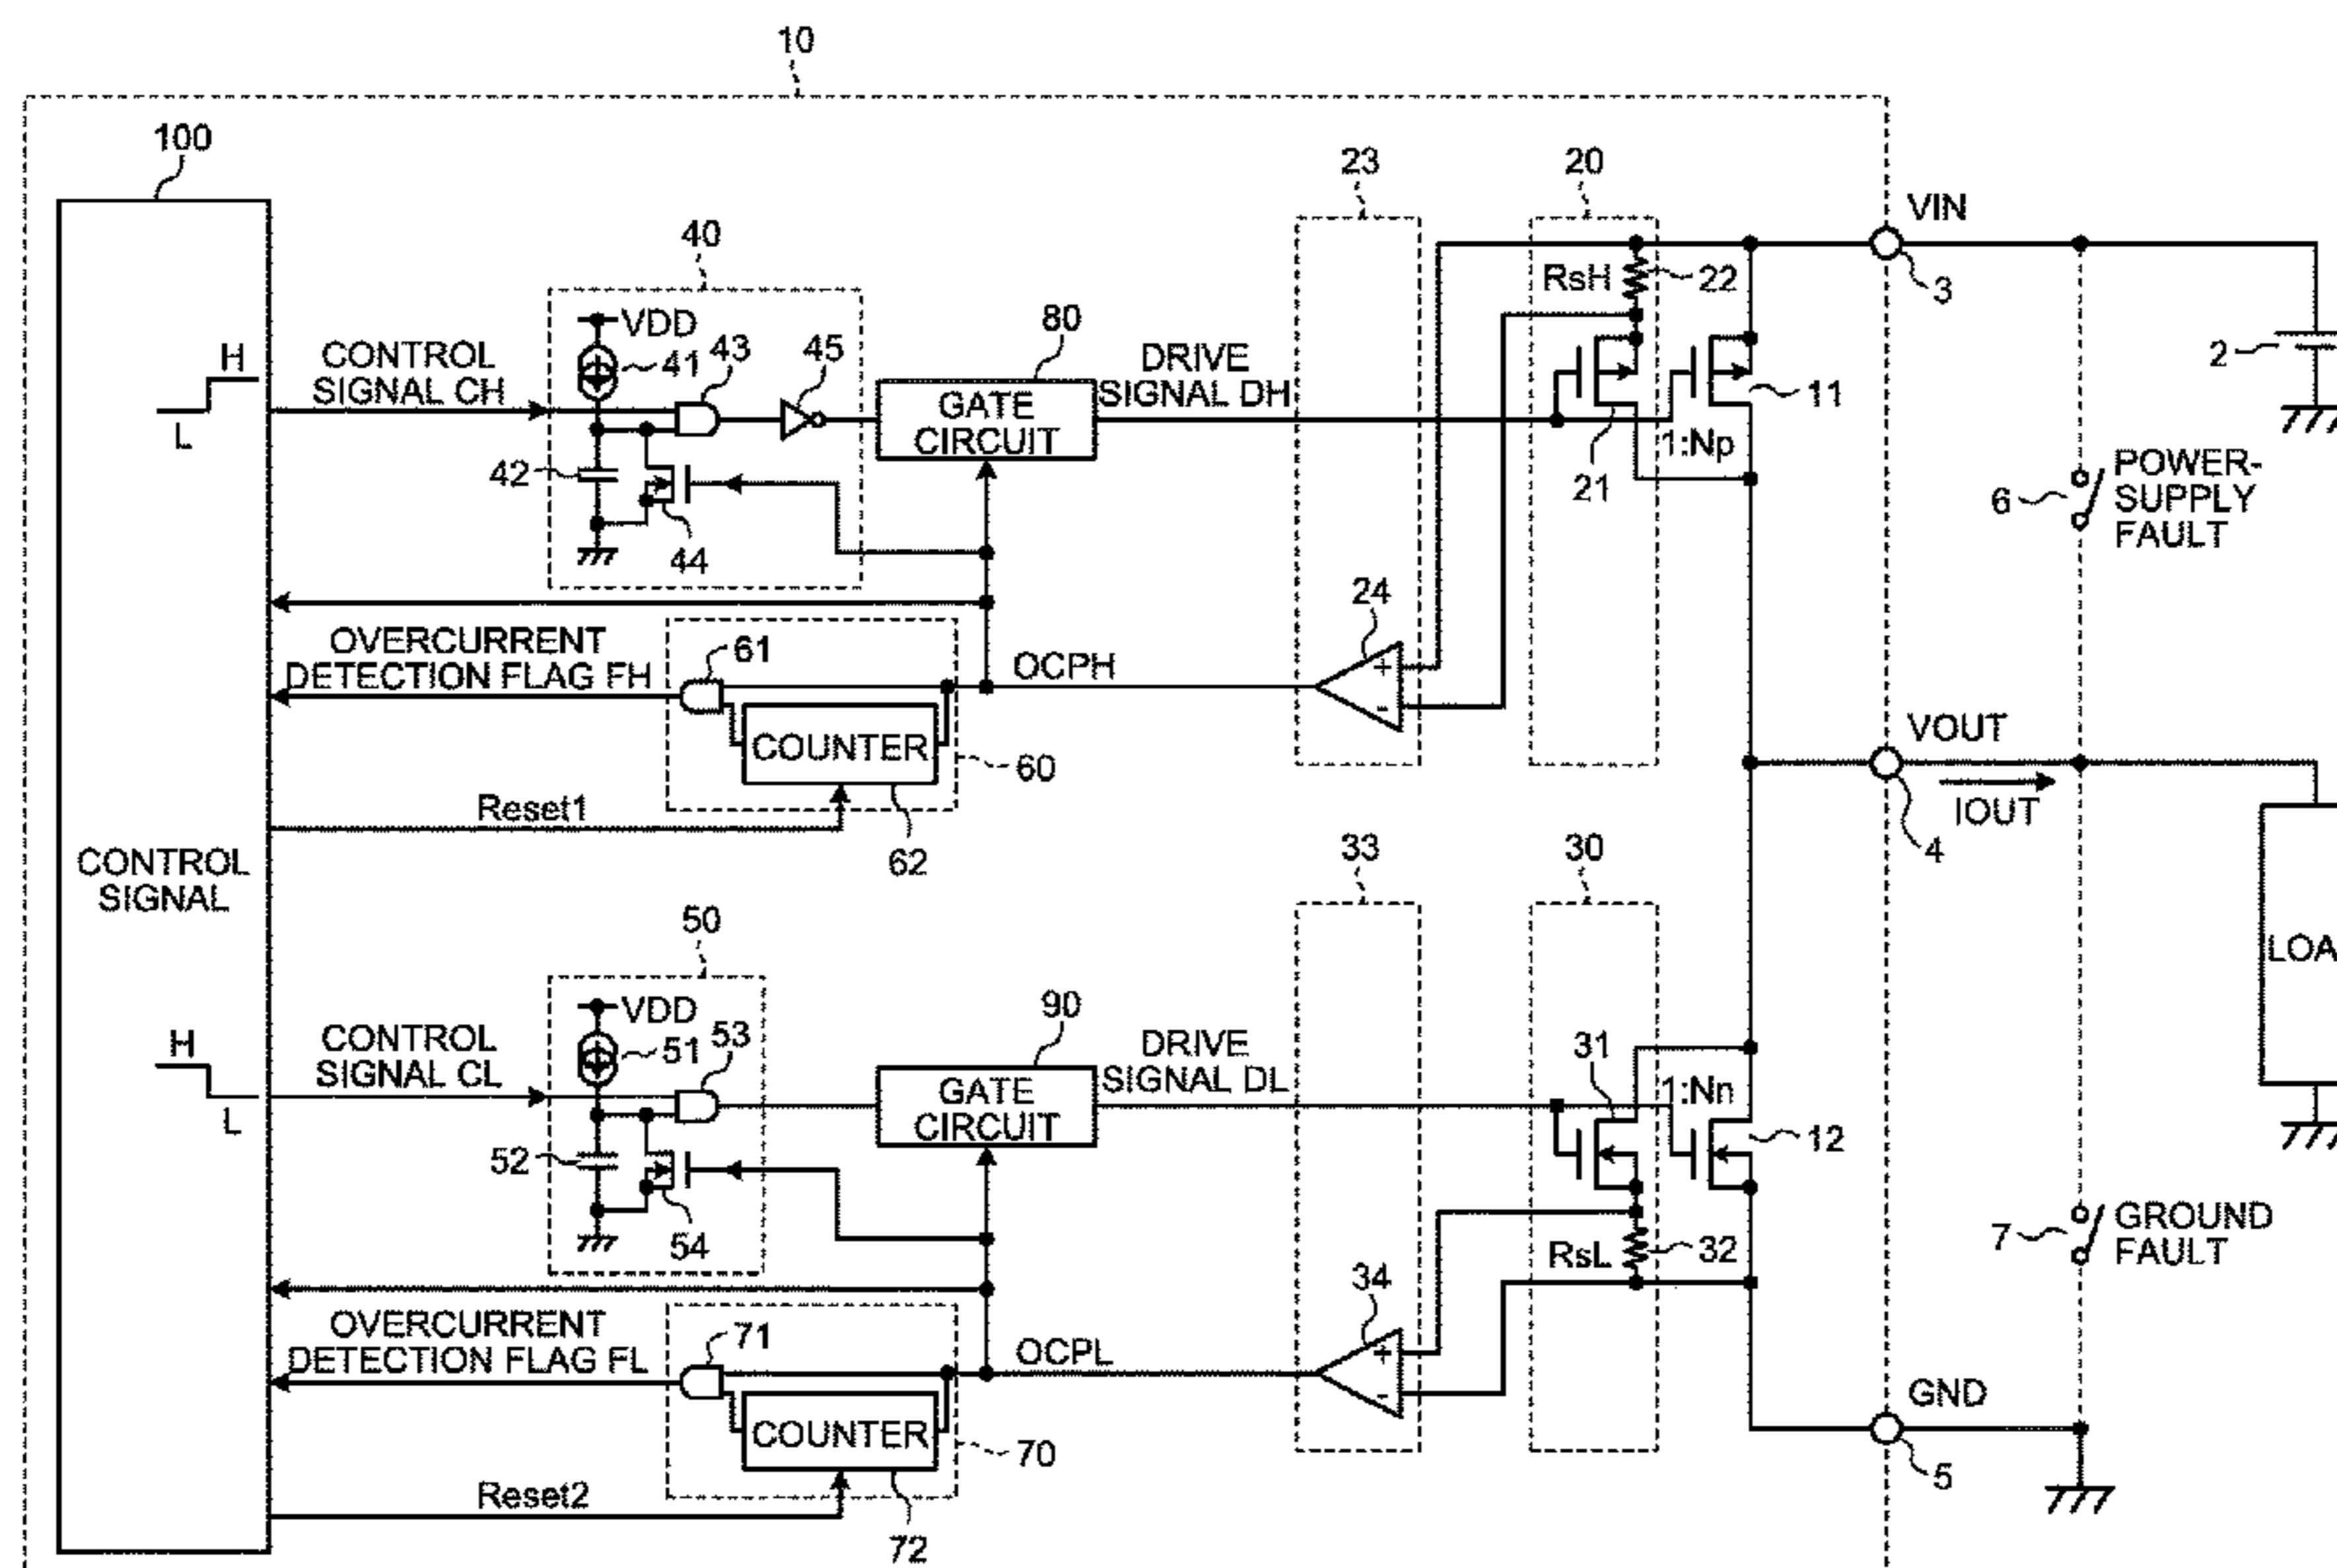 10
100
23
20
VIN
40
RsH
22
3
VDD
80
41
43
45
H
CONTROL
SIGNAL CH
DRIVE
SIGNAL DH
GATE
CIRCUIT
2
11
L
1:Np
42
21
POWER-
SUPPLY
FAULT
6
44
24
OVERCURRENT
DETECTION FLAG FH
61
OCPH
+
-
COUNTER
60
VOUT
IOUT
Reset1
62
4
CONTROL
SIGNAL
33
30
50
LOA
VDD
90
51
53
H
CONTROL
SIGNAL CL
DRIVE
SIGNAL DL
31
GATE
CIRCUIT
1:Nn
L
12
52
54
7
GROUND
FAULT
RsL
32
34
OVERCURRENT
DETECTION FLAG FL
71
OCPL
+
-
GND
COUNTER
70
5
Reset2
72